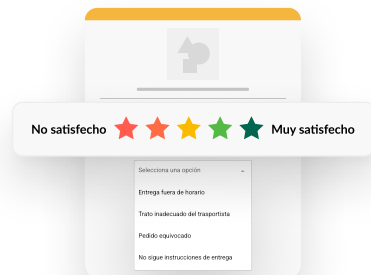 No satisfecho Muy satisfecho
Selecciona una opción
Entrega fuera de horario
Trato inadecuado del trasportista
Pedido equivocado
No sigue instrucciones de entrega